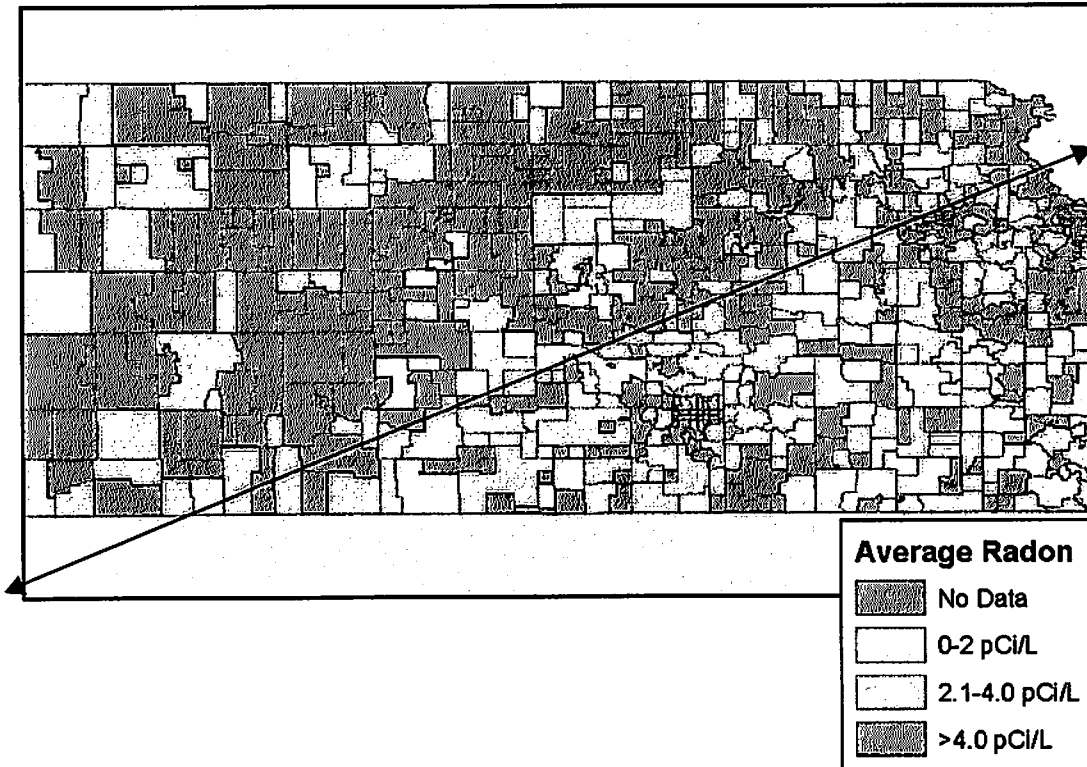 Average Radon
No Data
0-2 pCi/L
2.1-4.0 pCi/L
>4.0 pCi/L